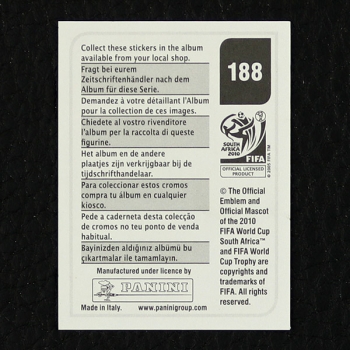 Collect these stickers in the album
available from your local shop.
Fragt bei eurem
Zeitschriftenhändler nach dem
Album für diese Serie.
Demandez à votre détaillant l'Album
pour la collection de ces images.
Chiedete al vostro rivenditore
l'album per la raccolta di queste
figurine.
Het album en de andere
plaatjes zijn verkrijgbaar bij de
tijdschrifthandelaar.
Para coleccionar estos cromos
compra tu álbum en cualquier
kiosco.
Pede a caderneta desta colecção
de cromos no teu ponto de venda
habitual.
Bayinizden aldığınız albümü bu
çıkartmalar ile tamamlayın.
Manufactured under licence by
PANINI
Made in Italy. www.paninigroup.com
188
SOUTH
AFRICA
2010
FIFA
OFFICIAL LICENSED
PRODUCT
© 2005 FIFA TM
© The Official
Emblem and
Official Mascot
of the 2010
FIFA World Cup
South Africa™
and FIFA World
Cup Trophy are
copyrights and
trademarks of
FIFA. All rights
reserved.